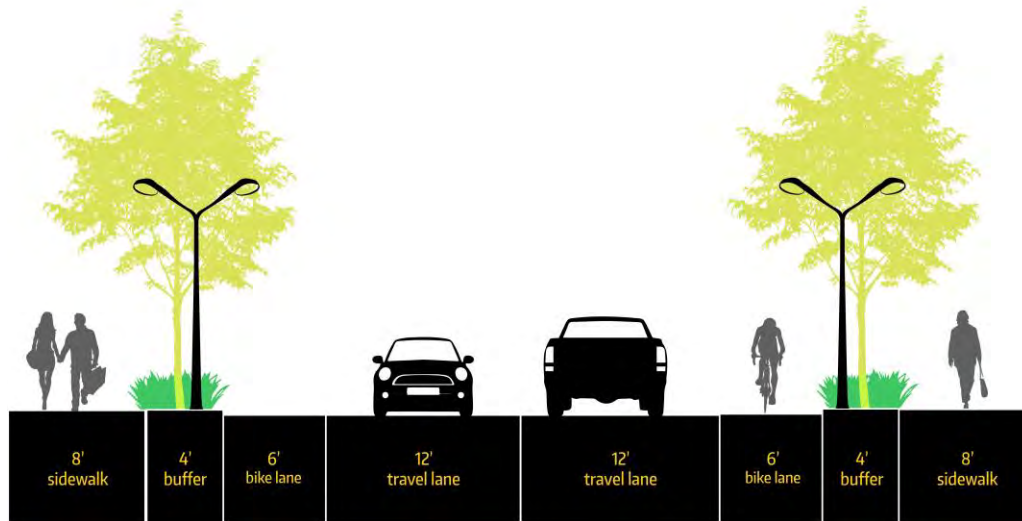 8'
sidewalk
4'
buffer
6'
bike lane
12'
travel lane
12'
travel lane
6'
bike lane
4'
buffer
8'
sidewalk